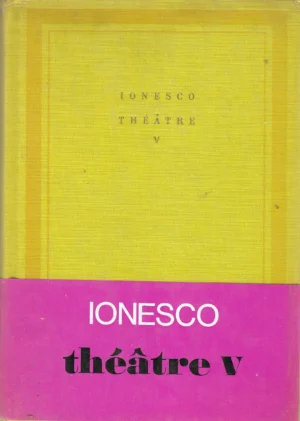 IONESCO
THÉÂTRE
V
IONESCO
théâtre V